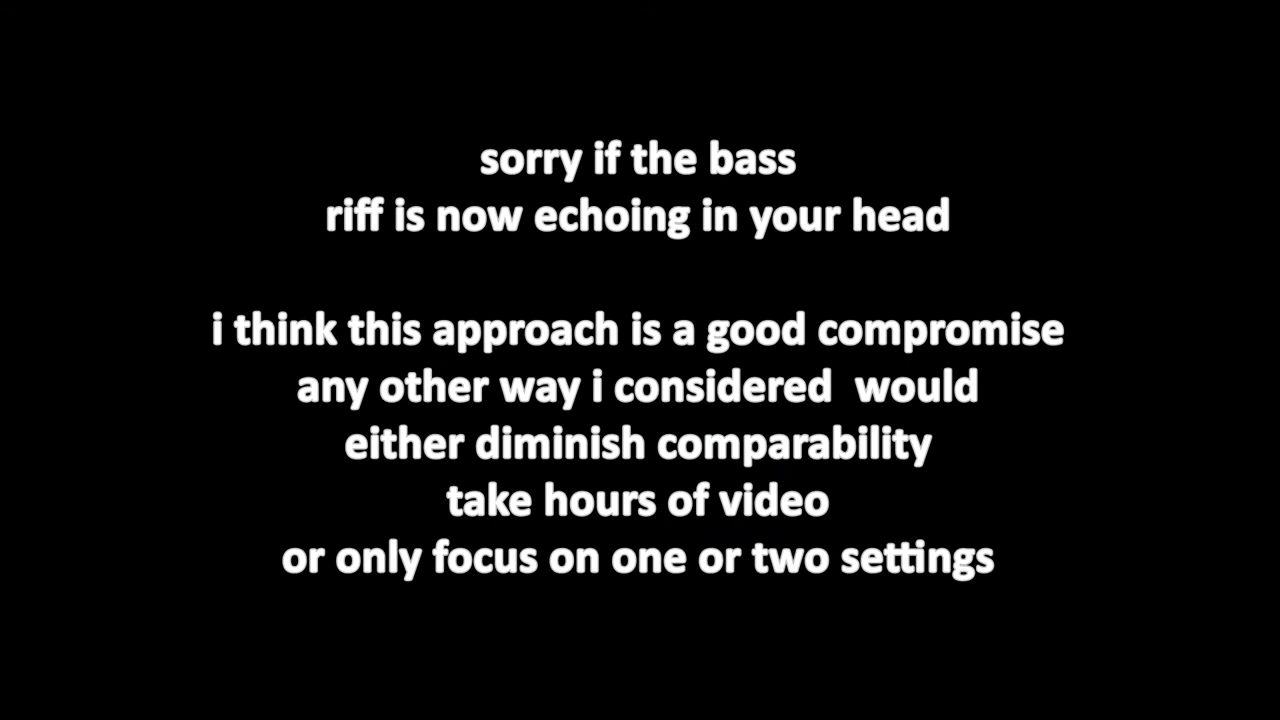 sorry if the bass
riff is now echoing in your head
i think this approach is a good compromise
any other way i considered  would
either diminish comparability
take hours of video
or only focus on one or two settings